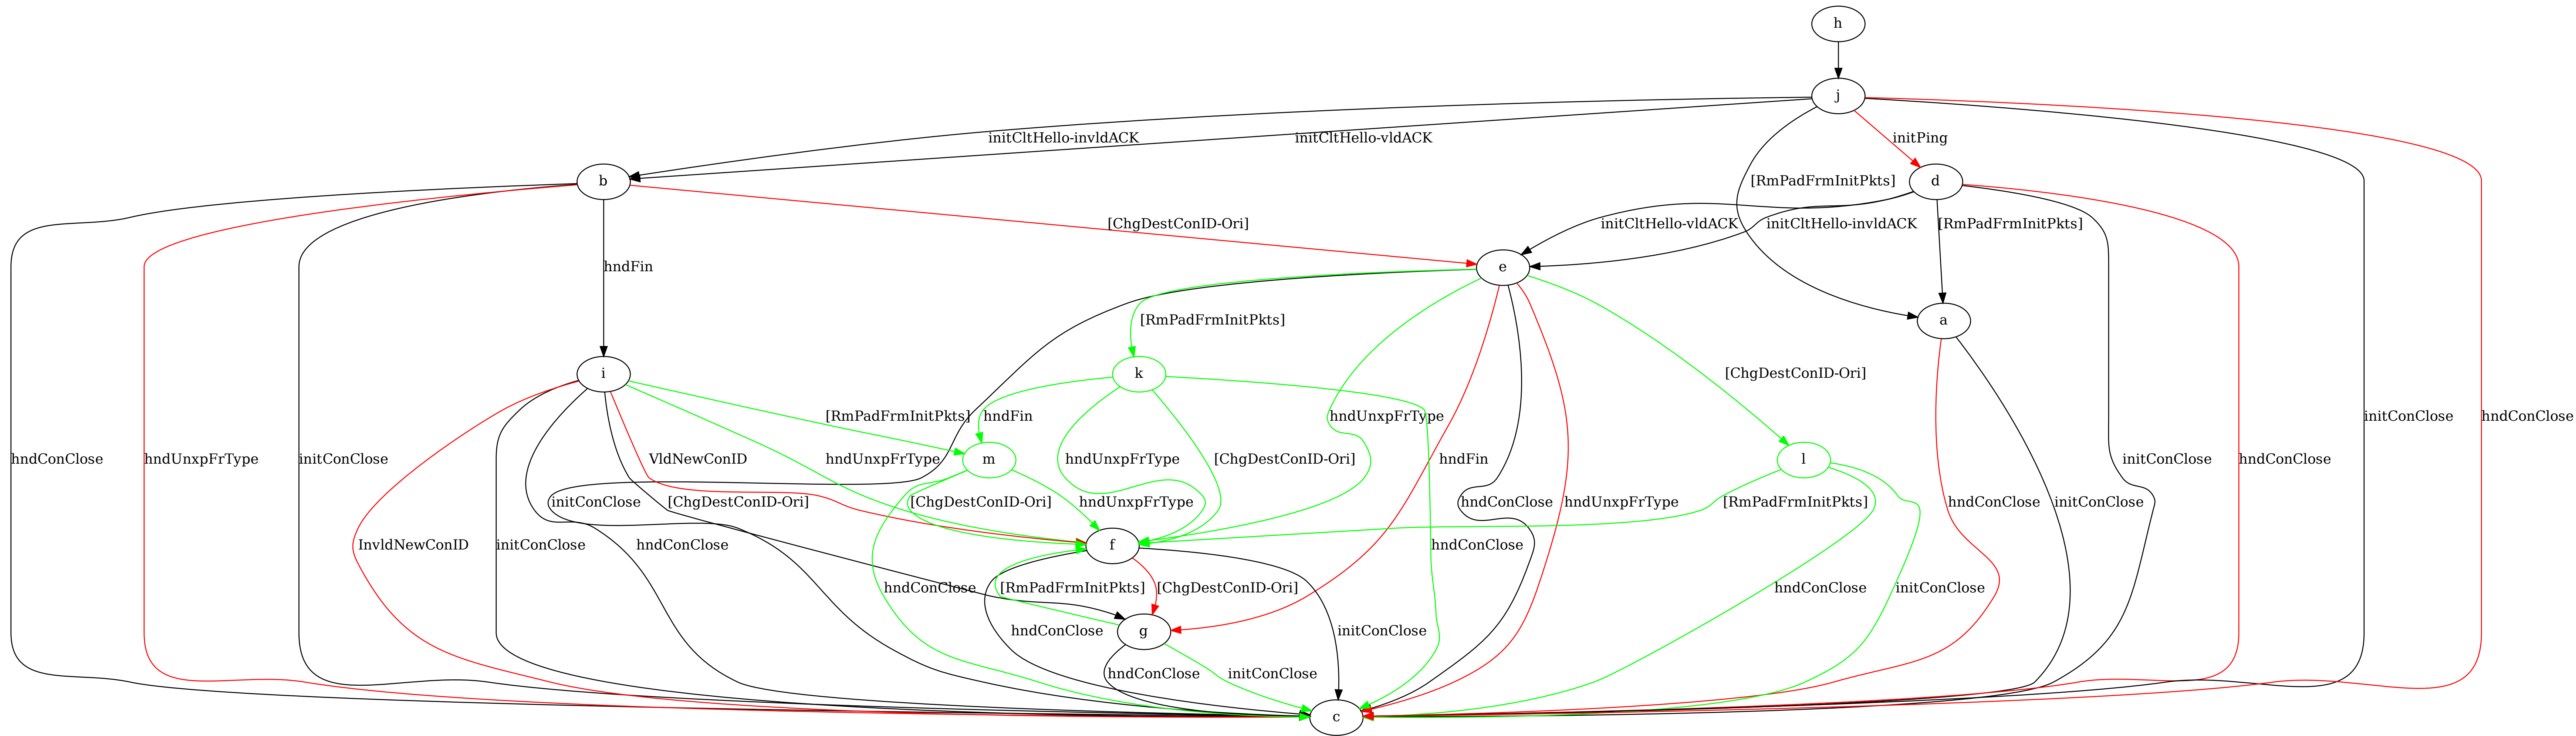 h
j
initCltHello-invldACK
initCltHello-vldACK
initPing
b
[RmPadFrmInitPkts]
d
[ChgDestConID-Ori]
initCltHello-vldACK
initCltHello-invldACK
[RmPadFrmInitPkts]
hndFin
e
[RmPadFrmInitPkts]
a
i
k
[ChgDestConID-Ori]
[RmPadFrmInitPkts]
hndFin
hndUnxpFrType
initConClose
hndConClose
hndConClose
hndUnxpFrType
initConClose
VldNewConID
hndUnxpFrType
m
hndUnxpFrType
[ChgDestConID-Ori]
hndFin
l
initConClose
hndConClose
initConClose
[ChgDestConID-Ori]
[ChgDestConID-Ori]
hndUnxpFrType
hndConClose
hndUnxpFrType
[RmPadFrmInitPkts]
hndConClose
initConClose
InvldNewConID
initConClose
hndConClose
f
hndConClose
hndConClose
[RmPadFrmInitPkts]
[ChgDestConID-Ori]
hndConClose
initConClose
hndConClose
g
initConClose
hndConClose
initConClose
c